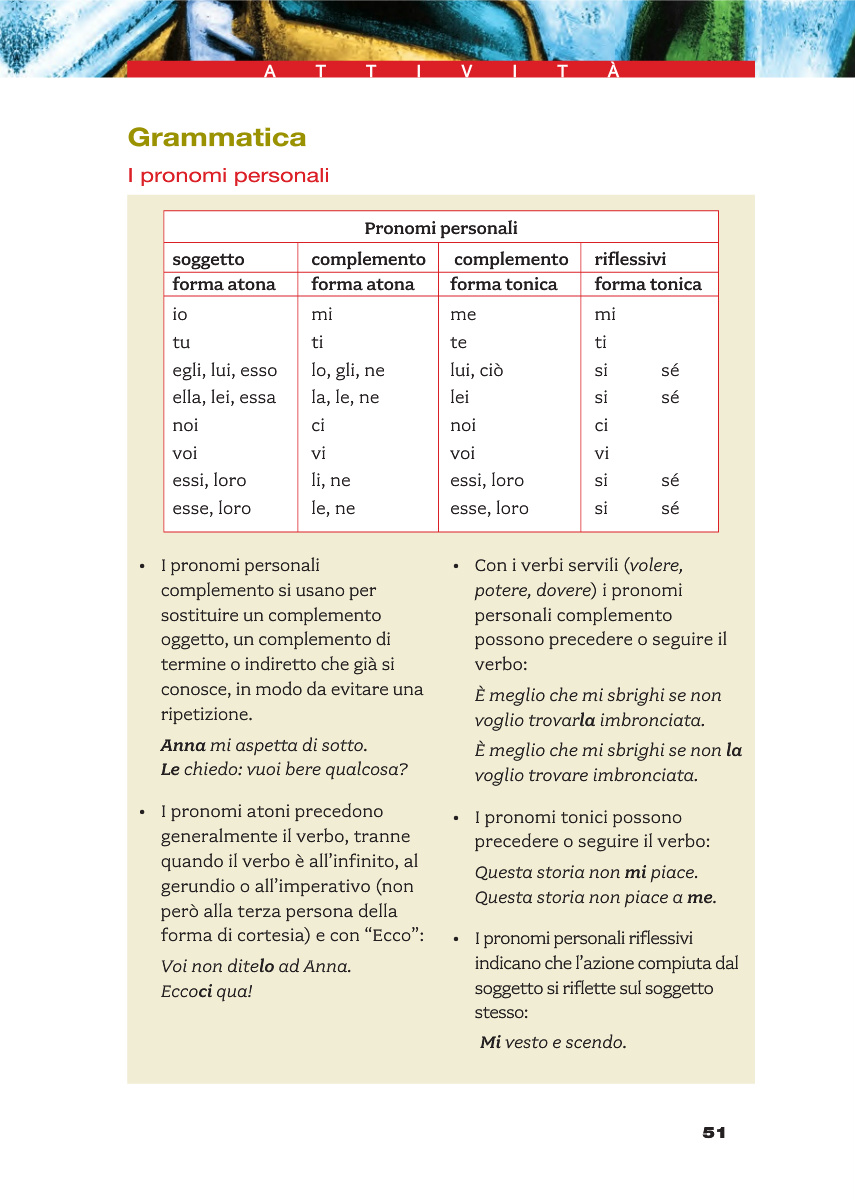 ATTIVITÀ
Grammatica
I pronomi personali
Pronomi personali
soggetto complemento complemento riflessivi
forma atona forma atona forma tonica forma tonica
io mi me mi
tu ti te ti
egli, lui, esso lo, gli, ne lui, ciò si sé
ella, lei, essa la, le, ne lei si sé
noi ci noi ci
voi vi voi vi
essi, loro li, ne essi, loro si sé
esse, loro le, ne esse, loro si sé
• I pronomi personali
complemento si usano per
sostituire un complemento
oggetto, un complemento di
termine o indiretto che già si
conosce, in modo da evitare una
ripetizione.
Anna mi aspetta di sotto.
Le chiedo: vuoi bere qualcosa?
• I pronomi atoni precedono
generalmente il verbo, tranne
quando il verbo è all’infinito, al
gerundio o all’imperativo (non
però alla terza persona della
forma di cortesia) e con “Ecco”:
Voi non ditelo ad Anna.
Eccoci qua!
• Con i verbi servili (volere,
potere, dovere) i pronomi
personali complemento
possono precedere o seguire il
verbo:
È meglio che mi sbrighi se non
voglio trovarla imbronciata.
È meglio che mi sbrighi se non la
voglio trovare imbronciata.
• I pronomi tonici possono
precedere o seguire il verbo:
Questa storia non mi piace.
Questa storia non piace a me.
• I pronomi personali riflessivi
indicano che l’azione compiuta dal
soggetto si riflette sul soggetto
stesso:
Mi vesto e scendo.
51